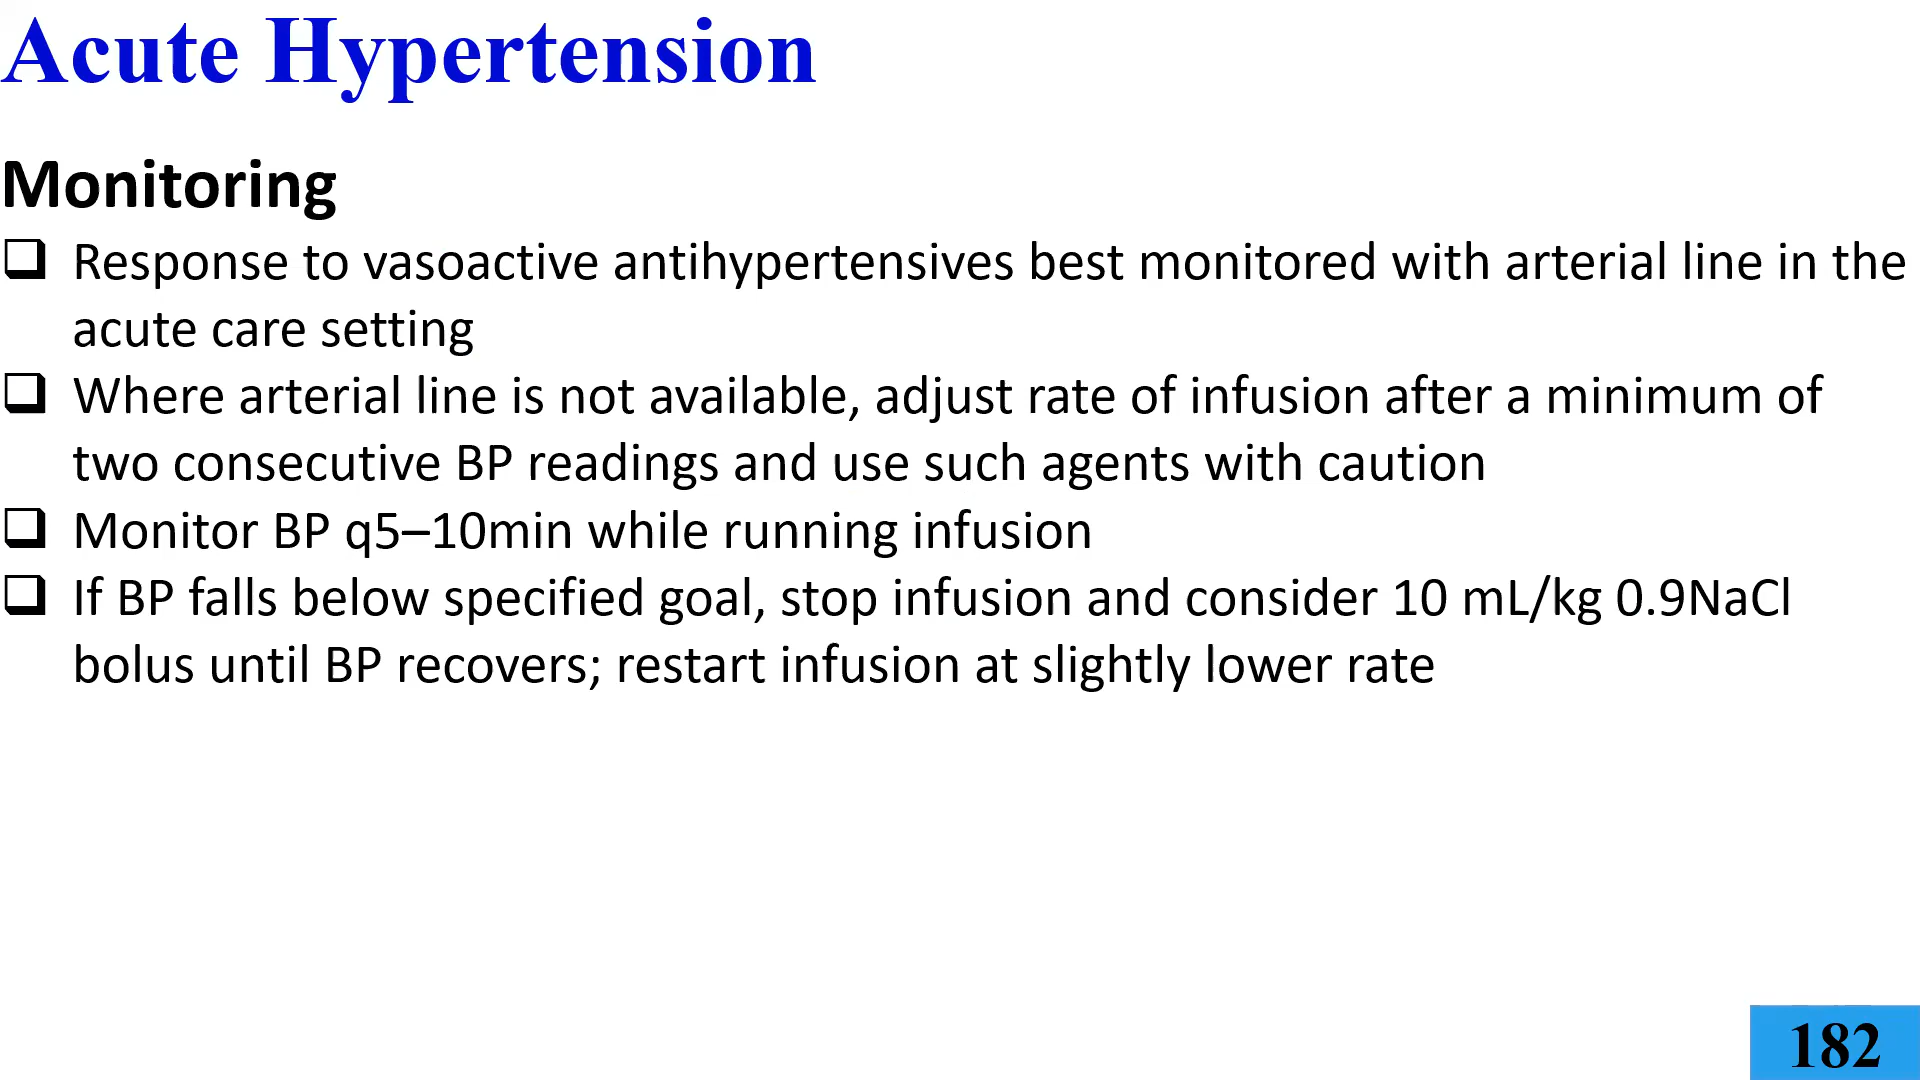 Acute Hypertension
Monitoring
❑ Response to vasoactive antihypertensives best monitored with arterial line in the
acute care setting
❑ Where arterial line is not available, adjust rate of infusion after a minimum of
two consecutive BP readings and use such agents with caution
❑ Monitor BP q5–10min while running infusion
❑ If BP falls below specified goal, stop infusion and consider 10 mL/kg 0.9NaCl
bolus until BP recovers; restart infusion at slightly lower rate
182